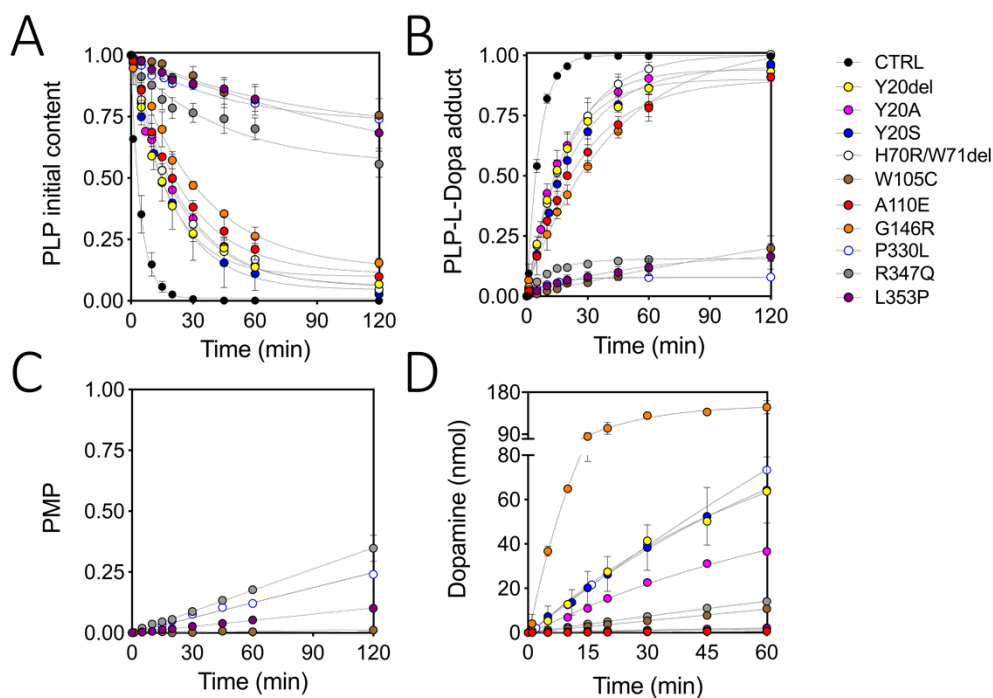 A
PLP initial content
1.00
0.75
0.50
0.25
0.00
0 30 60 90 120
Time (min)
B
PLP-L-Dopa adduct
1.00
0.75
0.50
0.25
0.00
0 30 60 90 120
Time (min)
CTRL
Y20del
Y20A
Y20S
H70R/W71del
W105C
A110E
G146R
P330L
R347Q
L353P
C
PMP
1.00
0.75
0.50
0.25
0.00
0 30 60 90 120
Time (min)
D
Dopamine (nmol)
180
90
80
60
40
20
0
0 15 30 45 60
Time (min)